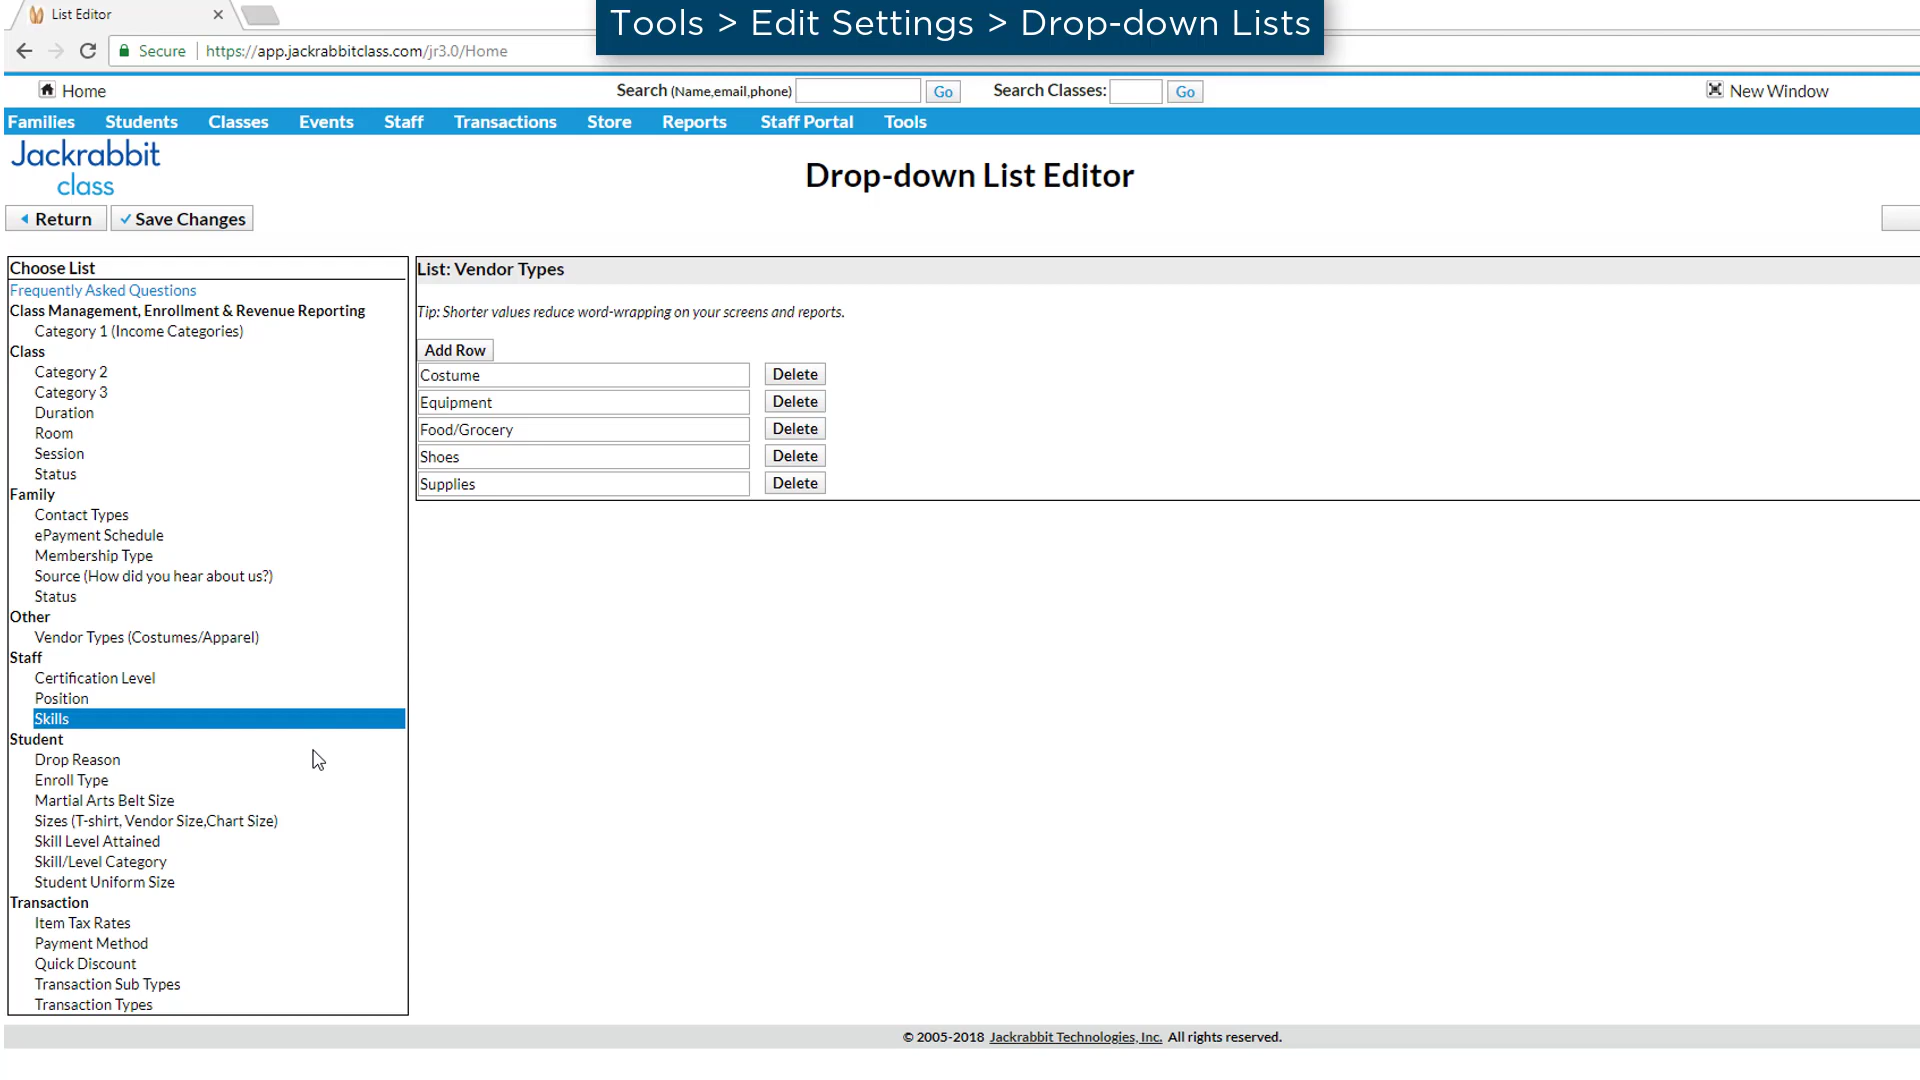 List Editor
Tools > Edit Settings > Drop-down Lists
Secure https://app.jackrabbitclass.com/jr3.0/Home
Home Search (Name,email,phone) Go Search Classes: Go New Window
Families Students Classes Events Staff Transactions Store Reports Staff Portal Tools
Jackrabbit
class
Drop-down List Editor
Return Save Changes
Choose List
Frequently Asked Questions
Class Management, Enrollment & Revenue Reporting
Category 1 (Income Categories)
Class
Category 2
Category 3
Duration
Room
Session
Status
Family
Contact Types
ePayment Schedule
Membership Type
Source (How did you hear about us?)
Status
Other
Vendor Types (Costumes/Apparel)
Staff
Certification Level
Position
Skills
Student
Drop Reason
Enroll Type
Martial Arts Belt Size
Sizes (T-shirt, Vendor Size,Chart Size)
Skill Level Attained
Skill/Level Category
Student Uniform Size
Transaction
Item Tax Rates
Payment Method
Quick Discount
Transaction Sub Types
Transaction Types
List: Vendor Types
Tip: Shorter values reduce word-wrapping on your screens and reports.
Add Row
Costume Delete
Equipment Delete
Food/Grocery Delete
Shoes Delete
Supplies Delete
© 2005-2018 Jackrabbit Technologies, Inc. All rights reserved.